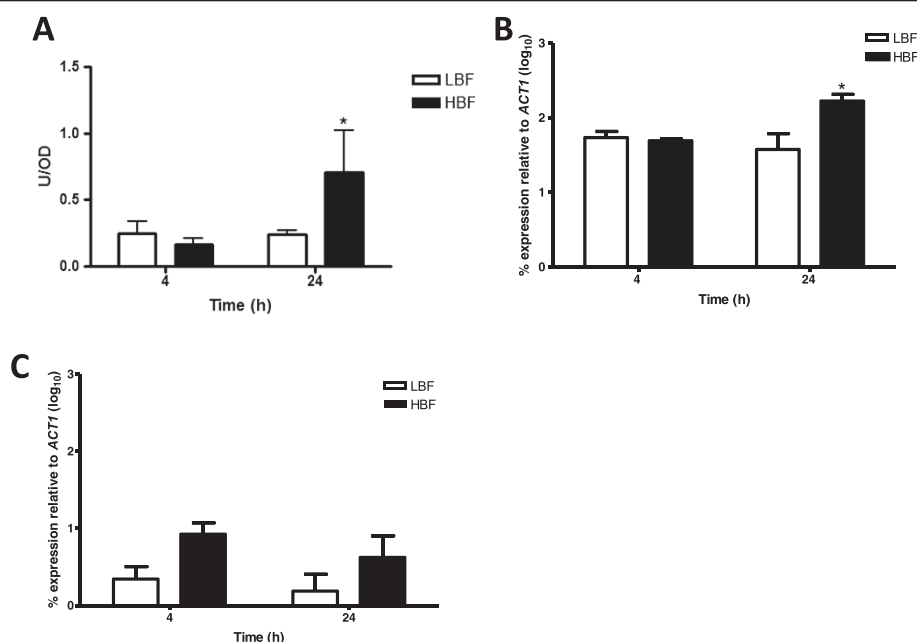 A
1.5
1.0
0.5
0.0
U/OD
LBF
HBF
*
4
24
Time (h)
B
3
2
1
0
% expression relative to ACT1 (log10)
LBF
HBF
*
4
24
Time (h)
C
3
2
1
0
% expression relative to ACT1 (log10)
LBF
HBF
4
24
Time (h)